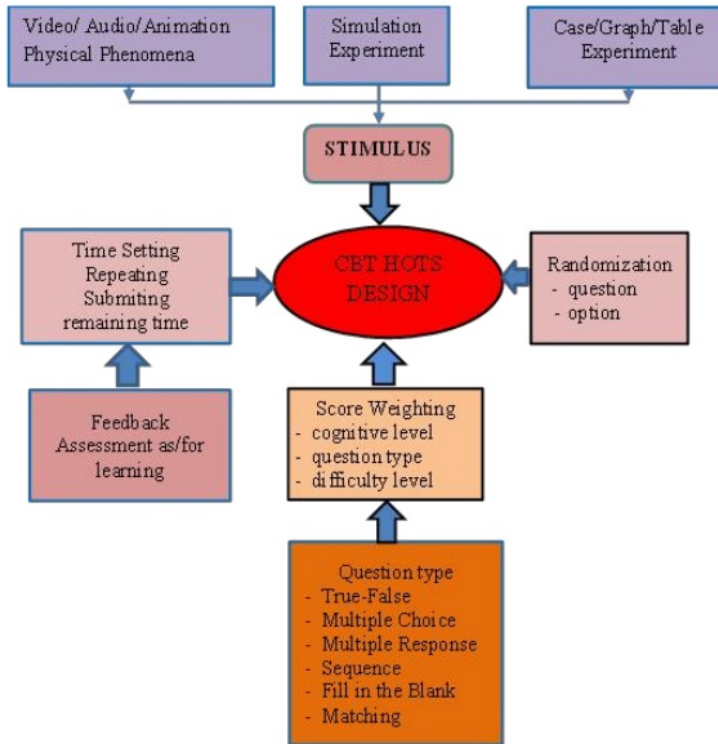 Video/ Audio/Animation
Physical Phenomena
Simulation
Experiment
Case/Graph/Table
Experiment
STIMULUS
Time Setting
Repeating
Submiting
remaining time
CBT HOTS
DESIGN
Randomization
- question
- option
Feedback
Assessment as/for
learning
Score Weighting
- cognitive level
- question type
- difficulty level
Question type
- True-False
- Multiple Choice
- Multiple Response
- Sequence
- Fill in the Blank
- Matching